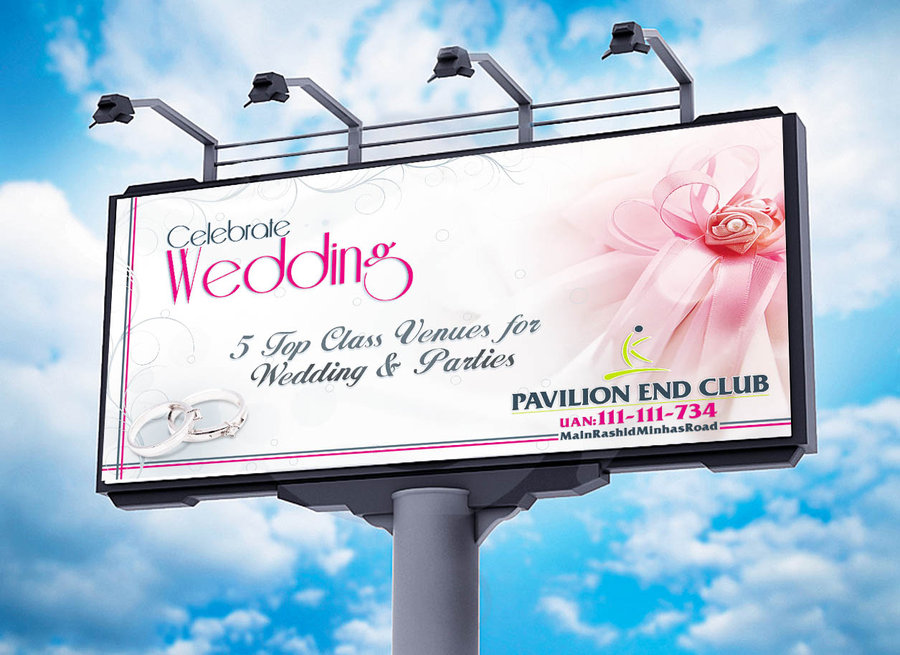 Celebrate
Wedding
5 Top Class Venues for
Wedding & Parties
PAVILION END CLUB
UAN:111-111-734
MainRashidMinhasRoad